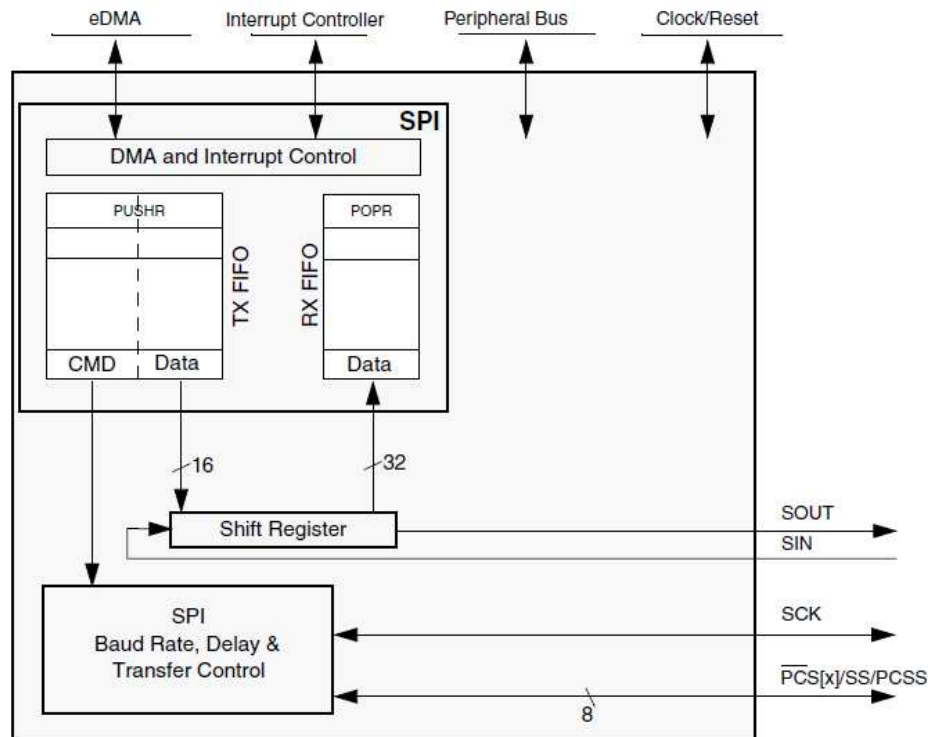 eDMA
Interrupt Controller
Peripheral Bus
Clock/Reset
SPI
DMA and Interrupt Control
PUSHR
POPR
TX FIFO
RX FIFO
CMD
Data
Data
16
32
Shift Register
SOUT
SIN
SPI
Baud Rate, Delay &
Transfer Control
SCK
PCS[x]/SS/PCSS
8